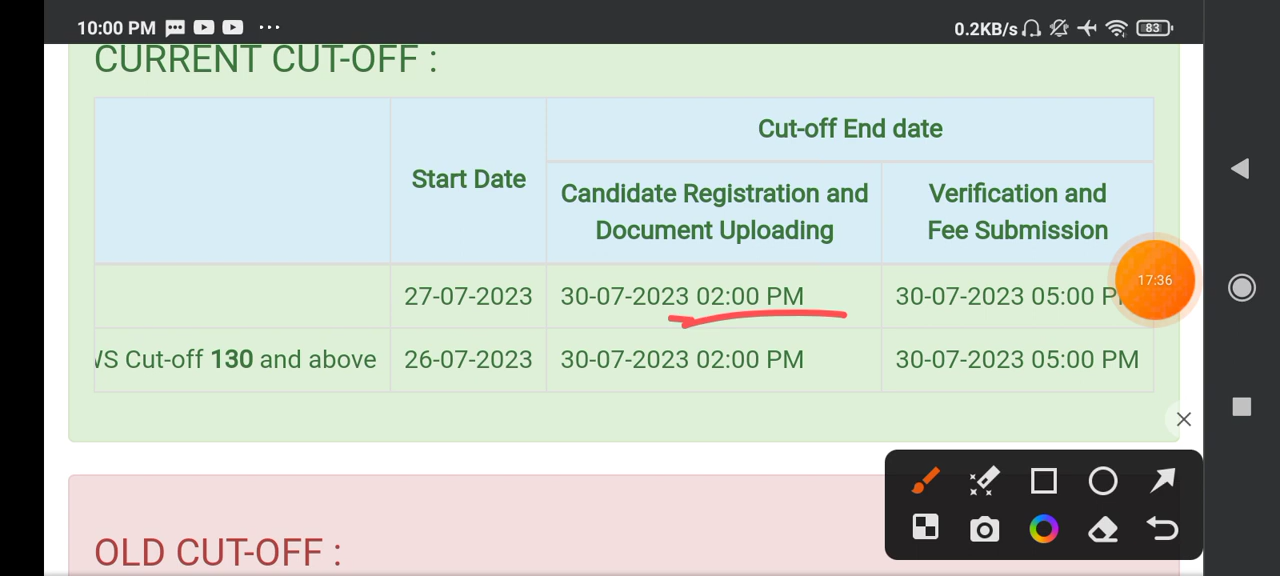 10:00 PM
0.2KB/s
83
CURRENT CUT-OFF :
Cut-off End date
Start Date
Candidate Registration and
Document Uploading
Verification and
Fee Submission
27-07-2023 30-07-2023 02:00 PM 30-07-2023 05:00
17:36
Cut-off 130 and above 26-07-2023 30-07-2023 02:00 PM 30-07-2023 05:00 PM
OLD CUT-OFF :